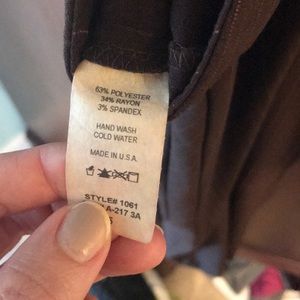 63% POLYESTER
34% RAYON
3% SPANDEX
HAND WASH
COLD WATER
MADE IN U.S.A.
STYLE# 1061
A-217 3A